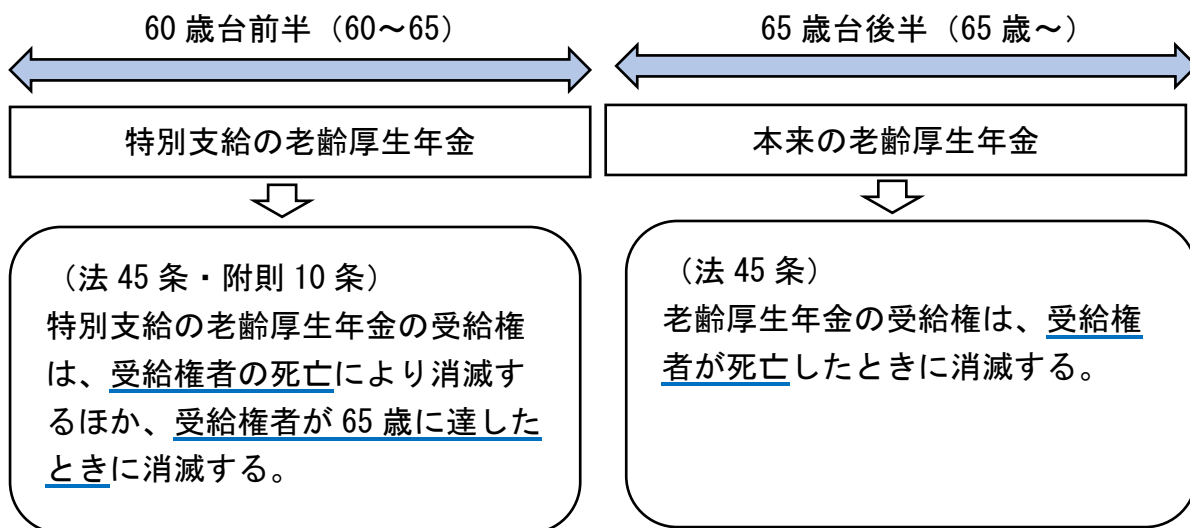 60 歳台前半（60～65）
65 歳台後半（65 歳～）
特別支給の老齢厚生年金
本来の老齢厚生年金
（法 45 条・附則 10 条）
特別支給の老齢厚生年金の受給権
は、受給権者の死亡により消滅す
るほか、受給権者が 65 歳に達した
ときに消滅する。
（法 45 条）
老齢厚生年金の受給権は、受給権
者が死亡したときに消滅する。